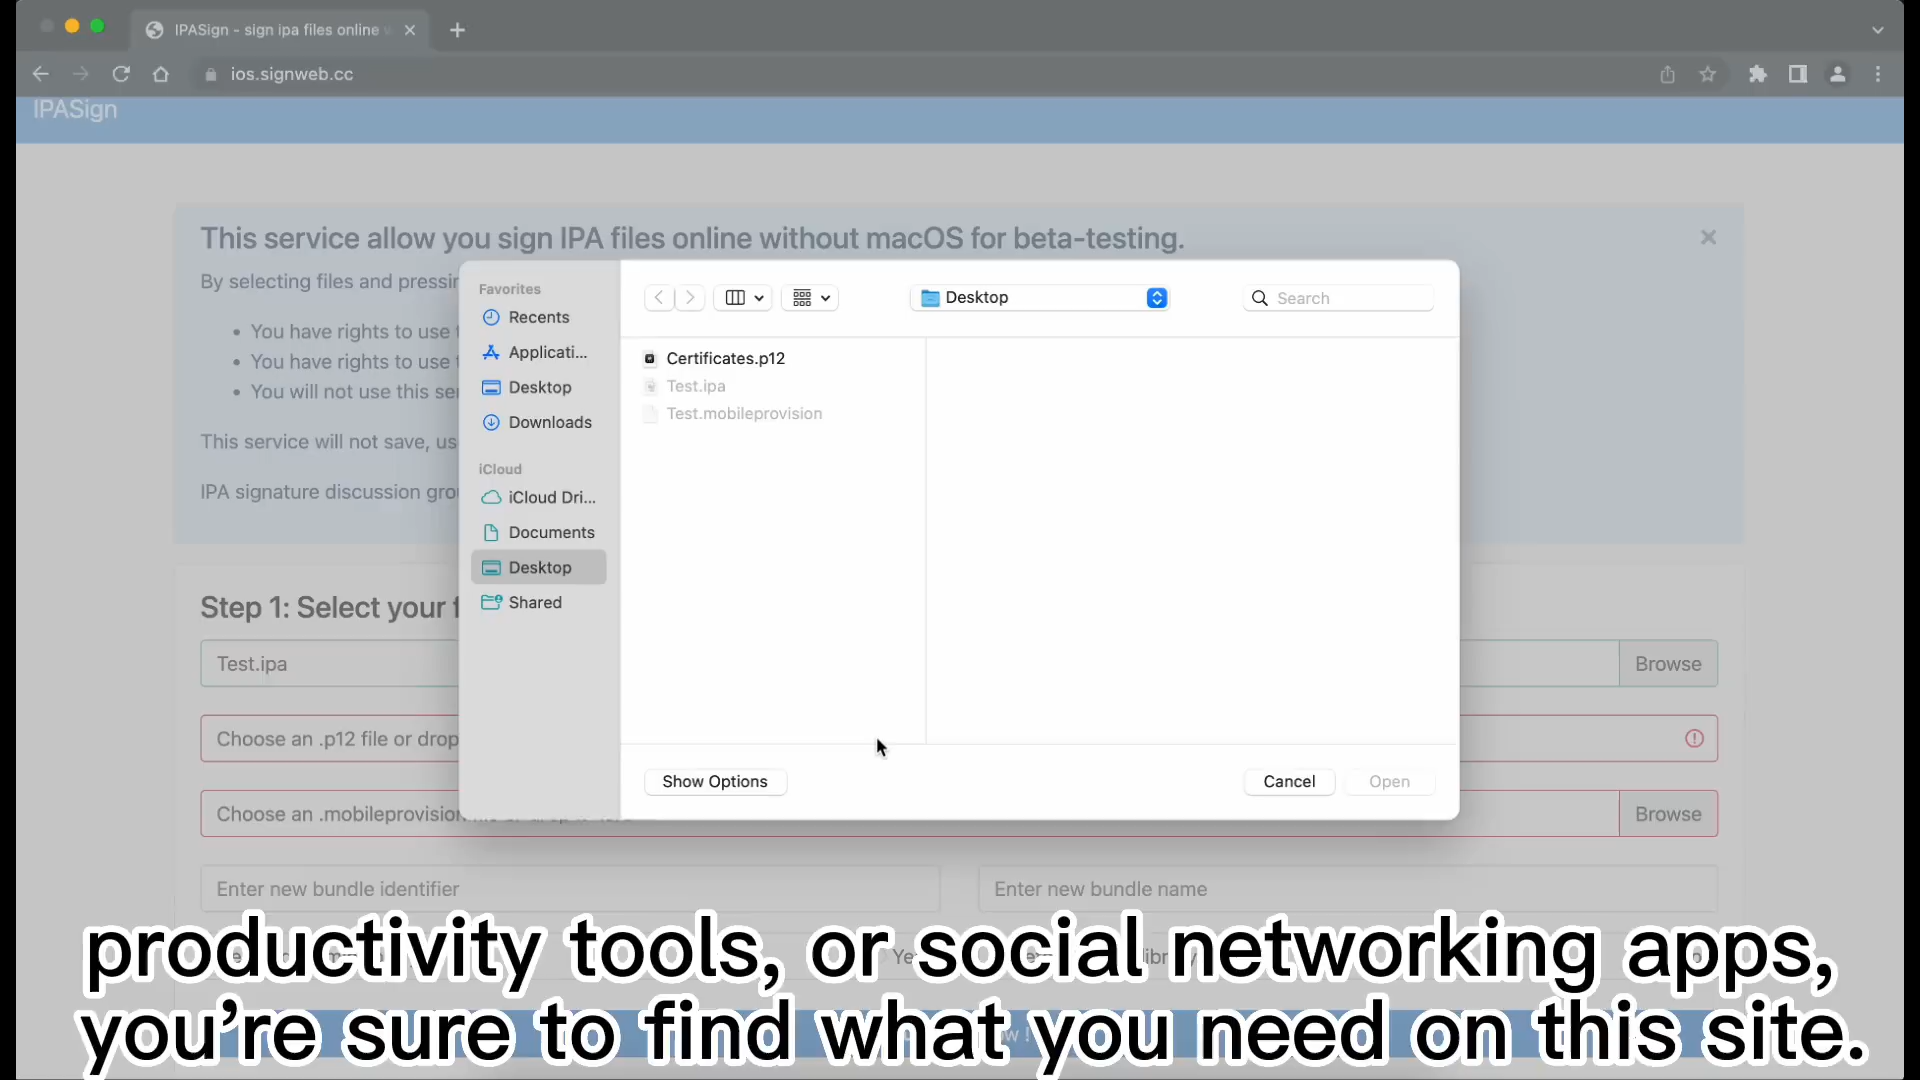 IPASign - sign ipa files online
ios.signweb.cc
IPASign
This service allow you sign IPA files online without macOS for beta-testing.
By selecting files and pressin
You have rights to use
You have rights to use
You will not use this se
This service will not save, us
IPA signature discussion grou
Favorites
Recents
Applicati...
Desktop
Downloads
iCloud
iCloud Dri...
Documents
Desktop
Shared
Desktop
Search
Certificates.p12
Test.ipa
Test.mobileprovision
Show Options
Cancel
Open
Step 1: Select your f
Test.ipa
Browse
Choose an .p12 file or drop
Choose an .mobileprovision
Browse
Enter new bundle identifier
Enter new bundle name
productivity tools, or social networking apps,
you're sure to find what you need on this site.